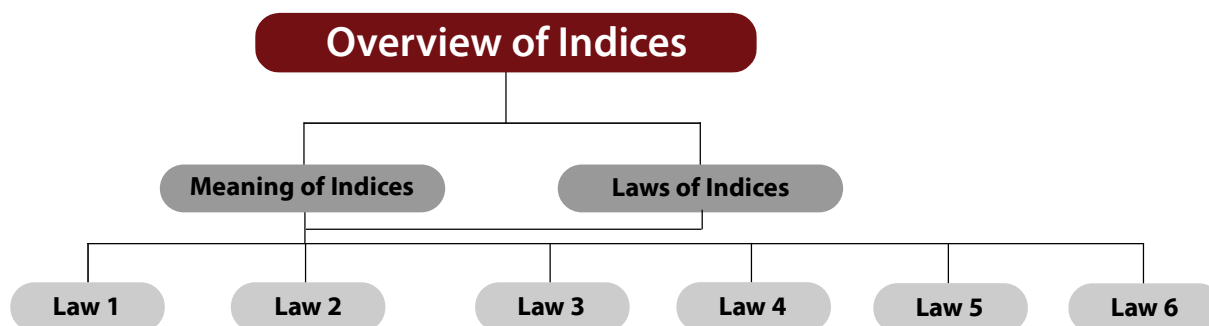 Overview of Indices
Meaning of Indices
Laws of Indices
Law 1
Law 2
Law 3
Law 4
Law 5
Law 6